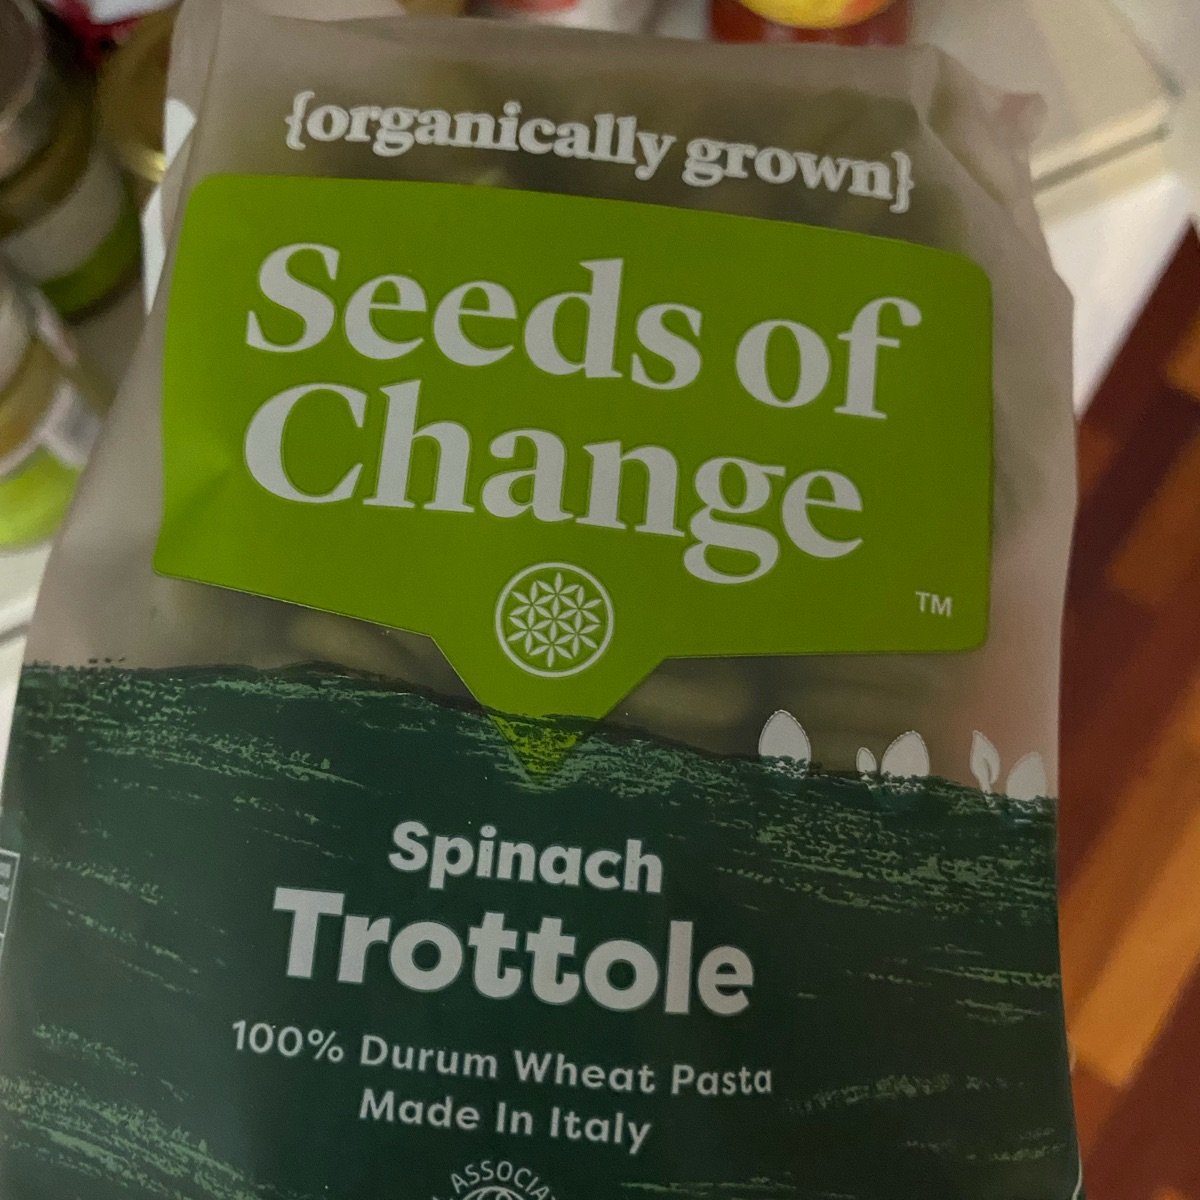 {organically grown}
Seeds of
Change
TM
Spinach
Trottole
100% Durum Wheat Pasta
Made In Italy